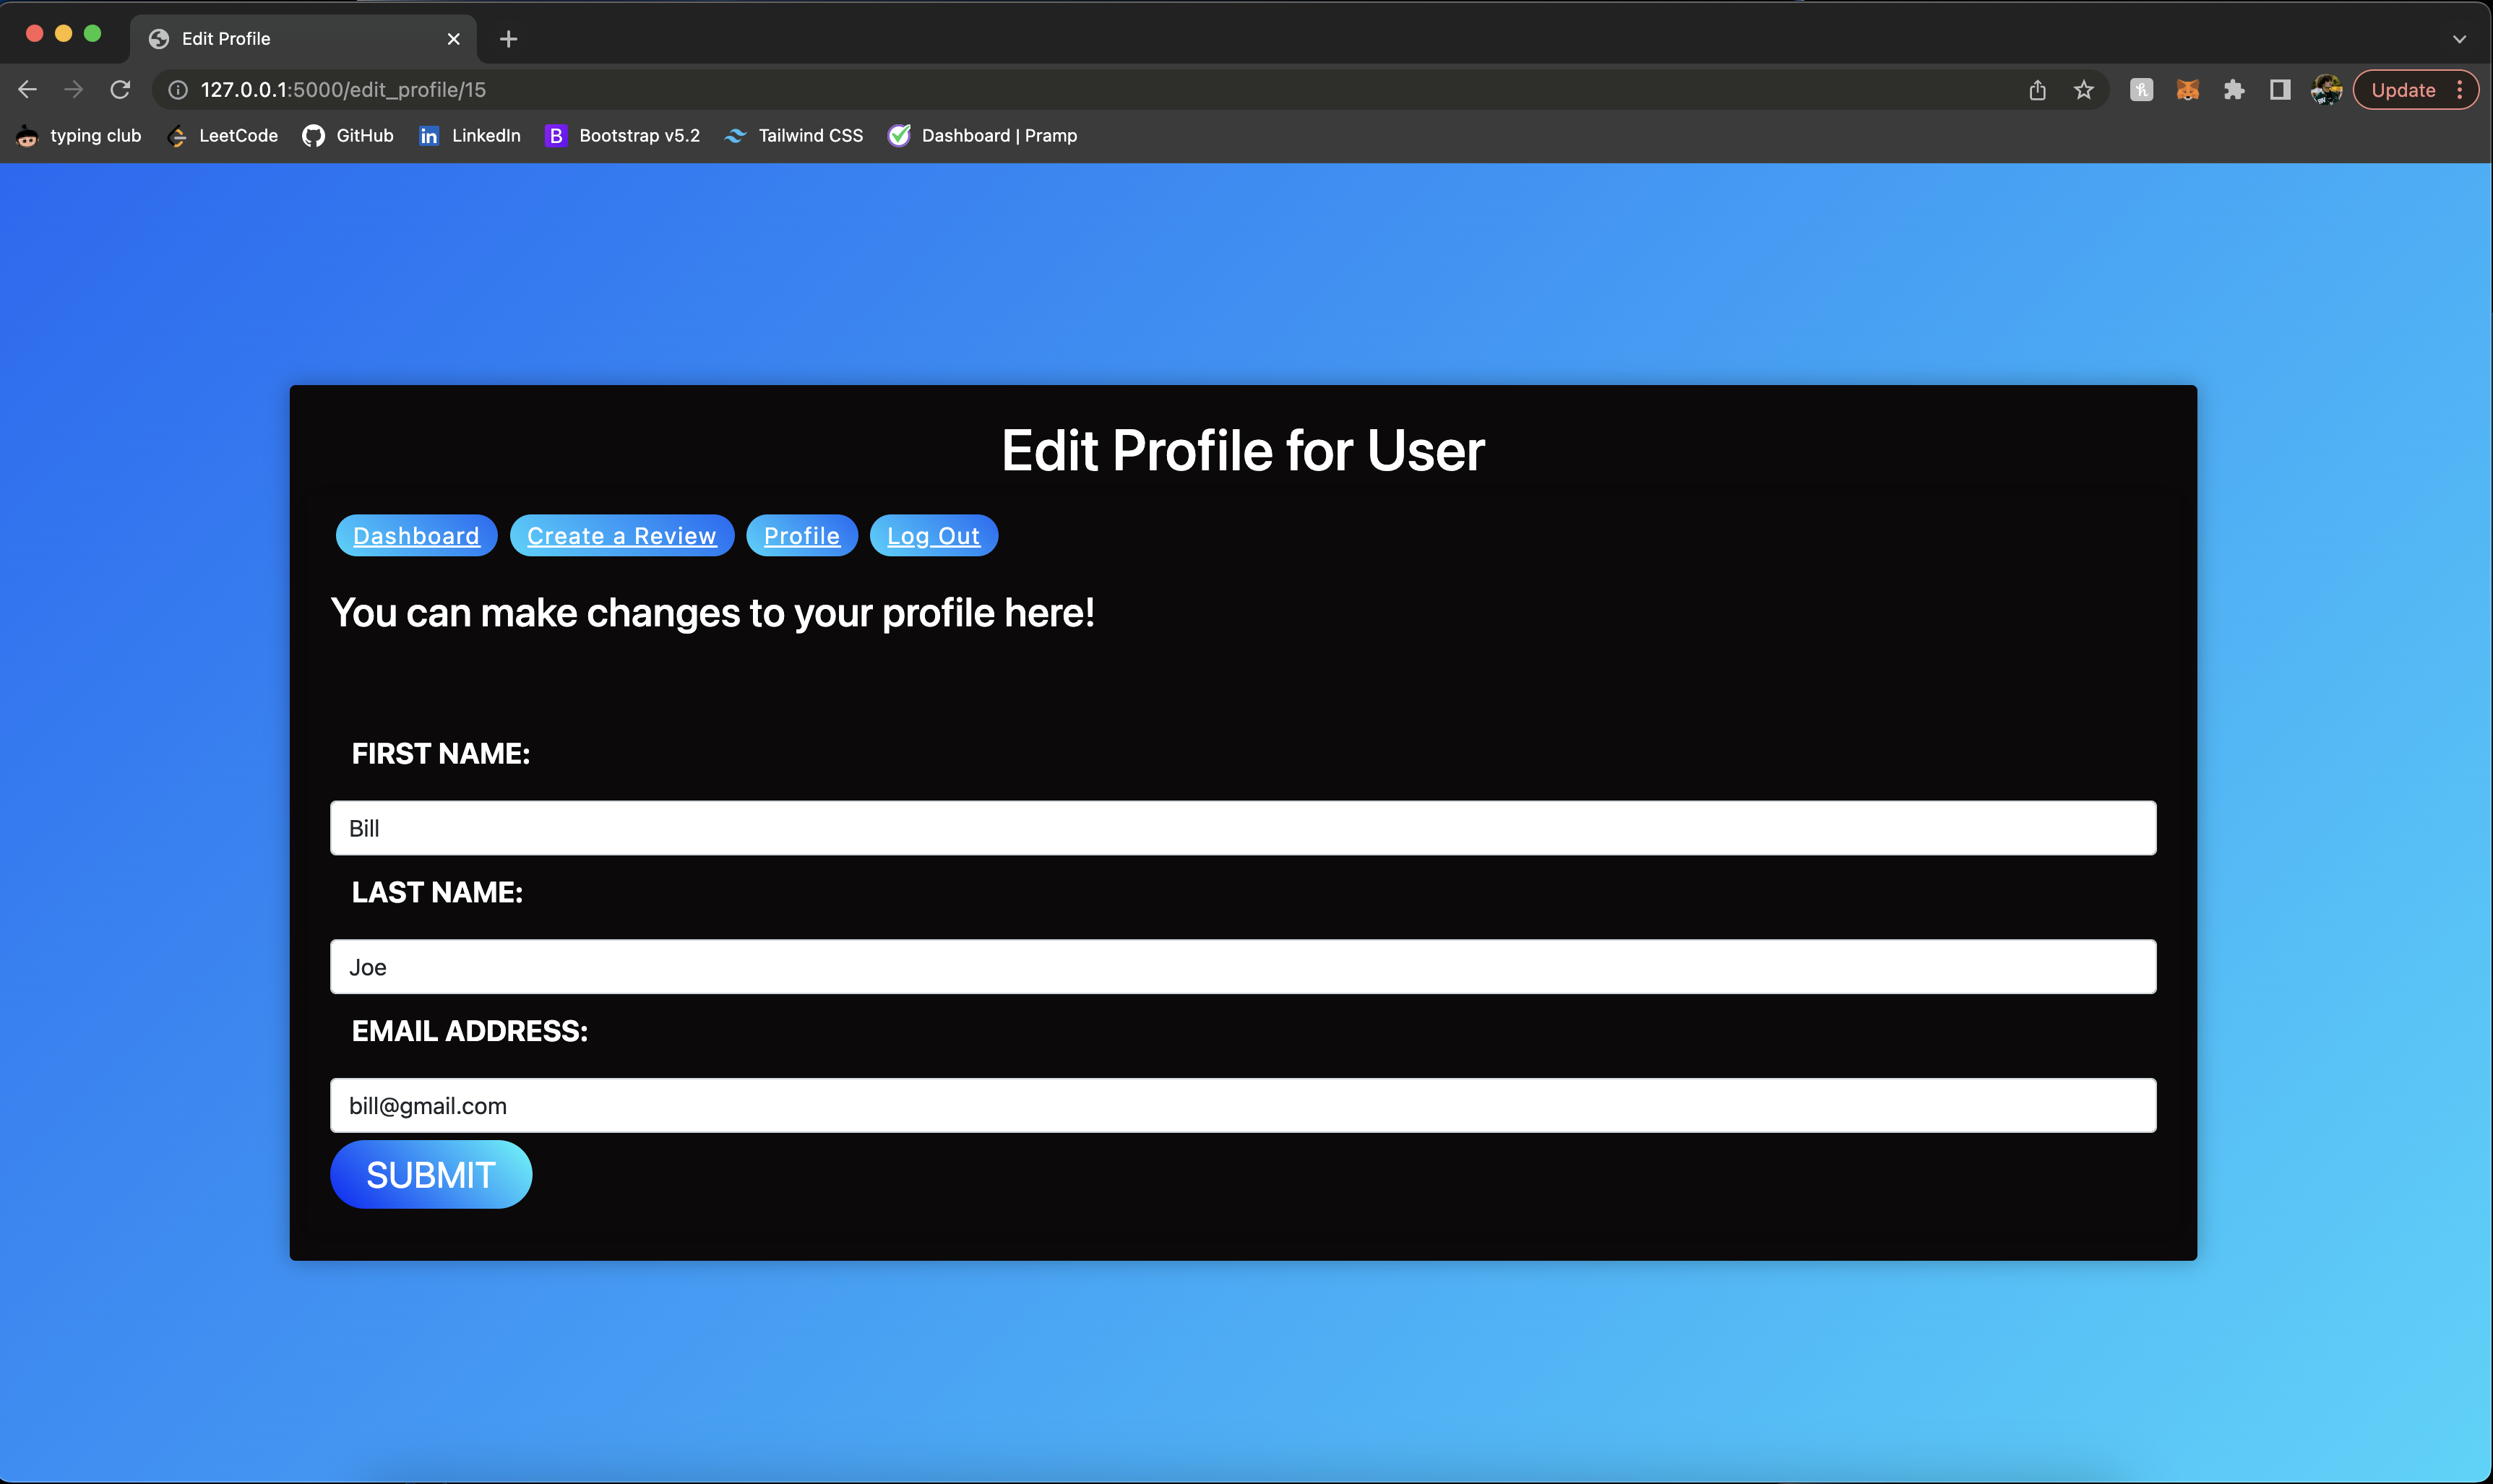 Edit Profile
127.0.0.1:5000/edit_profile/15
Update
typing club LeetCode GitHub LinkedIn Bootstrap v5.2 Tailwind CSS Dashboard | Pramp
Edit Profile for User
Dashboard Create a Review Profile Log Out
You can make changes to your profile here!
FIRST NAME:
Bill
LAST NAME:
Joe
EMAIL ADDRESS:
bill@gmail.com
SUBMIT